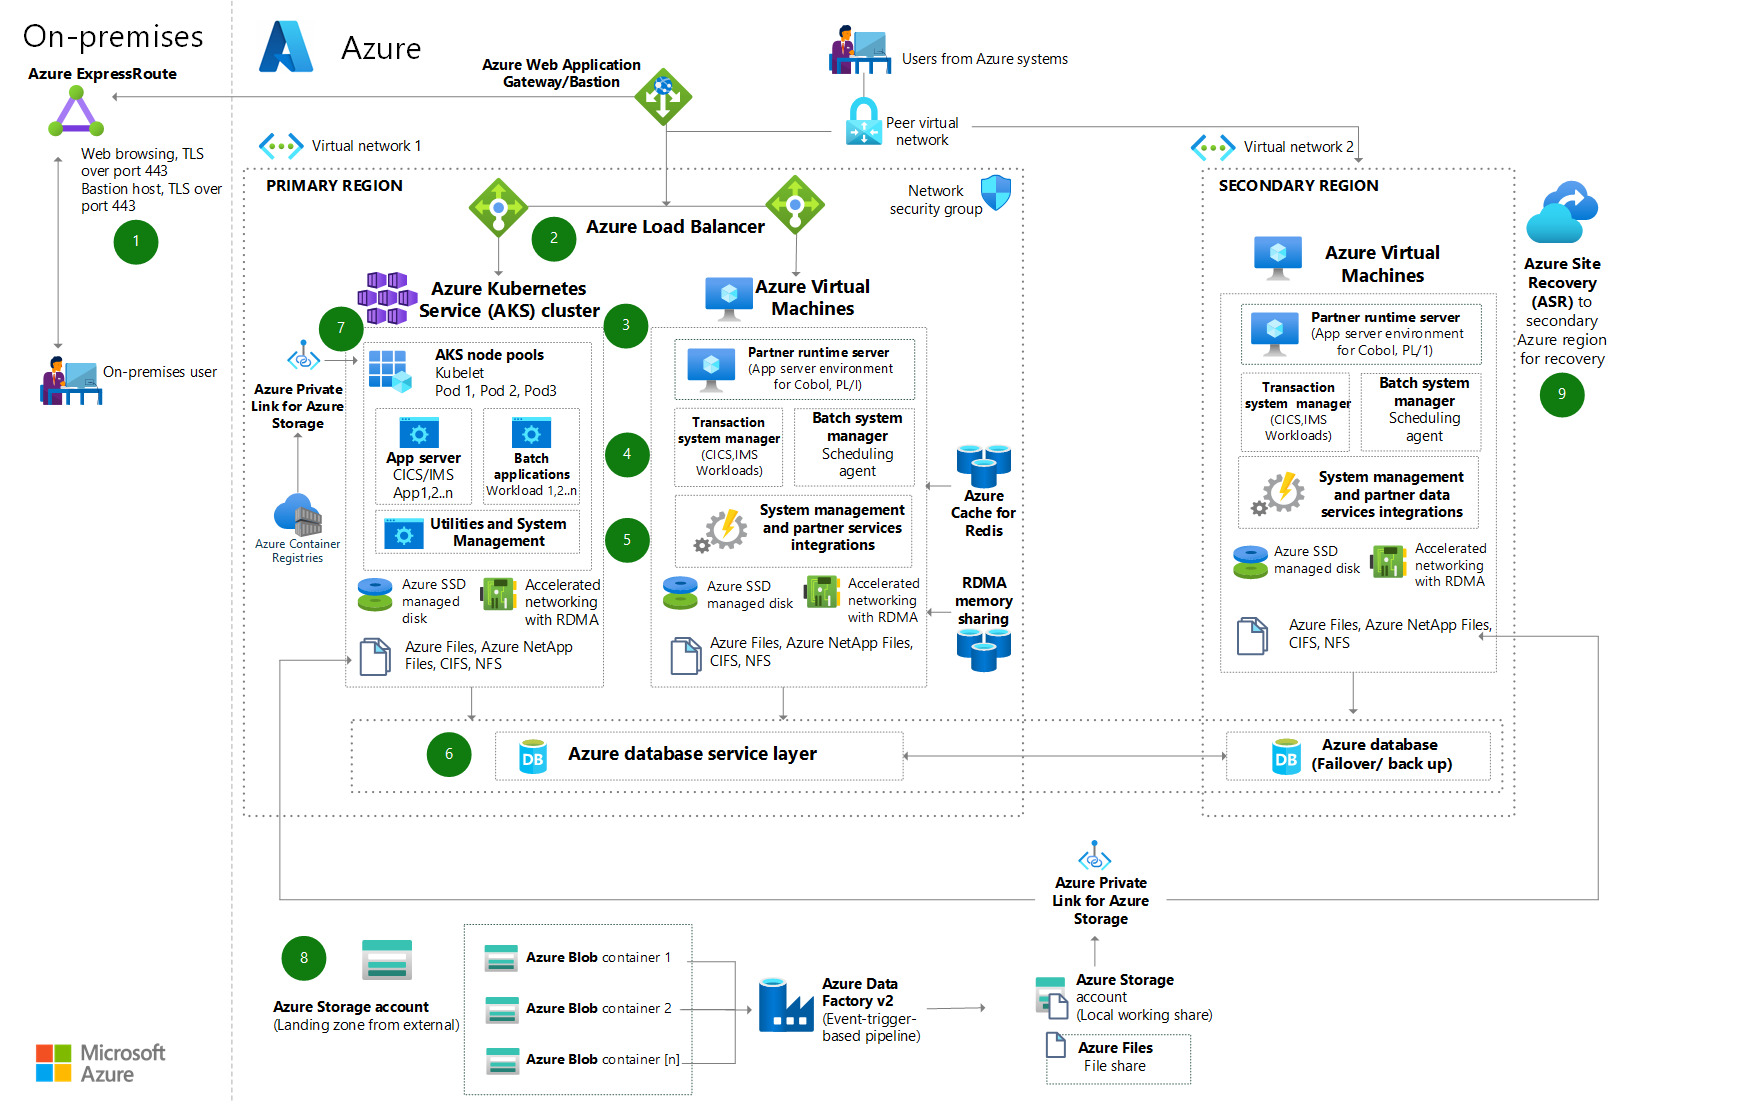 On-premises
Azure ExpressRoute
Web browsing, TLS
over port 443
Bastion host, TLS over
port 443
1
On-premises user
Azure
Azure Web Application
Gateway/Bastion
Users from Azure systems
Peer virtual
network
Virtual network 1
Virtual network 2
PRIMARY REGION
Network
security group
2
Azure Load Balancer
Azure Kubernetes
Service (AKS) cluster
7
3
Azure Virtual
Machines
Azure Private
Link for Azure
Storage
Azure Container
Registries
AKS node pools
Kubelet
Pod 1, Pod 2, Pod3
App server
CICS/IMS
App1,2..n
Batch
applications
Workload 1,2..n
Utilities and System
Management
Azure SSD
managed
disk
Accelerated
networking
with RDMA
Azure Files, Azure NetApp
Files, CIFS, NFS
4
5
Partner runtime server
(App server environment
for Cobol, PL/I)
Transaction
system manager
(CICS,IMS
Workloads)
Batch system
manager
Scheduling
agent
System management
and partner services
integrations
Azure SSD
managed disk
Accelerated
networking
with RDMA
Azure Files, Azure NetApp Files,
CIFS, NFS
Azure
Cache for
Redis
RDMA
memory
sharing
SECONDARY REGION
Azure Virtual
Machines
Partner runtime server
(App server environment
for Cobol, PL/1)
Transaction
system manager
(CICS,IMS
Workloads)
Batch system
manager
Scheduling
agent
System management
and partner data
services integrations
Azure SSD
managed disk
Accelerated
networking
with RDMA
Azure Files, Azure NetApp Files,
CIFS, NFS
Azure Site
Recovery
(ASR) to
secondary
Azure region
for recovery
9
6
DB
Azure database service layer
DB
Azure database
(Failover/ back up)
Azure Private
Link for Azure
Storage
8
Azure Storage account
(Landing zone from external)
Azure Blob container 1
Azure Blob container 2
Azure Blob container [n]
Azure Data
Factory v2
(Event-trigger-
based pipeline)
Azure Storage
account
(Local working share)
Azure Files
File share
Microsoft
Azure